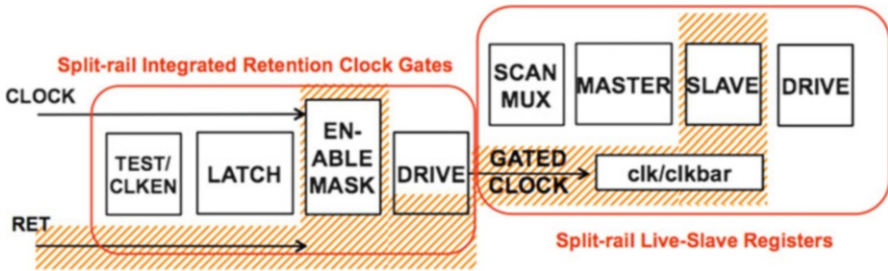 Split-rail Integrated Retention Clock Gates
CLOCK
TEST/
CLKEN
LATCH
EN-
ABLE
MASK
DRIVE
RET
SCAN
MUX
MASTER
SLAVE
DRIVE
GATED
CLOCK
clk/clkbar
Split-rail Live-Slave Registers